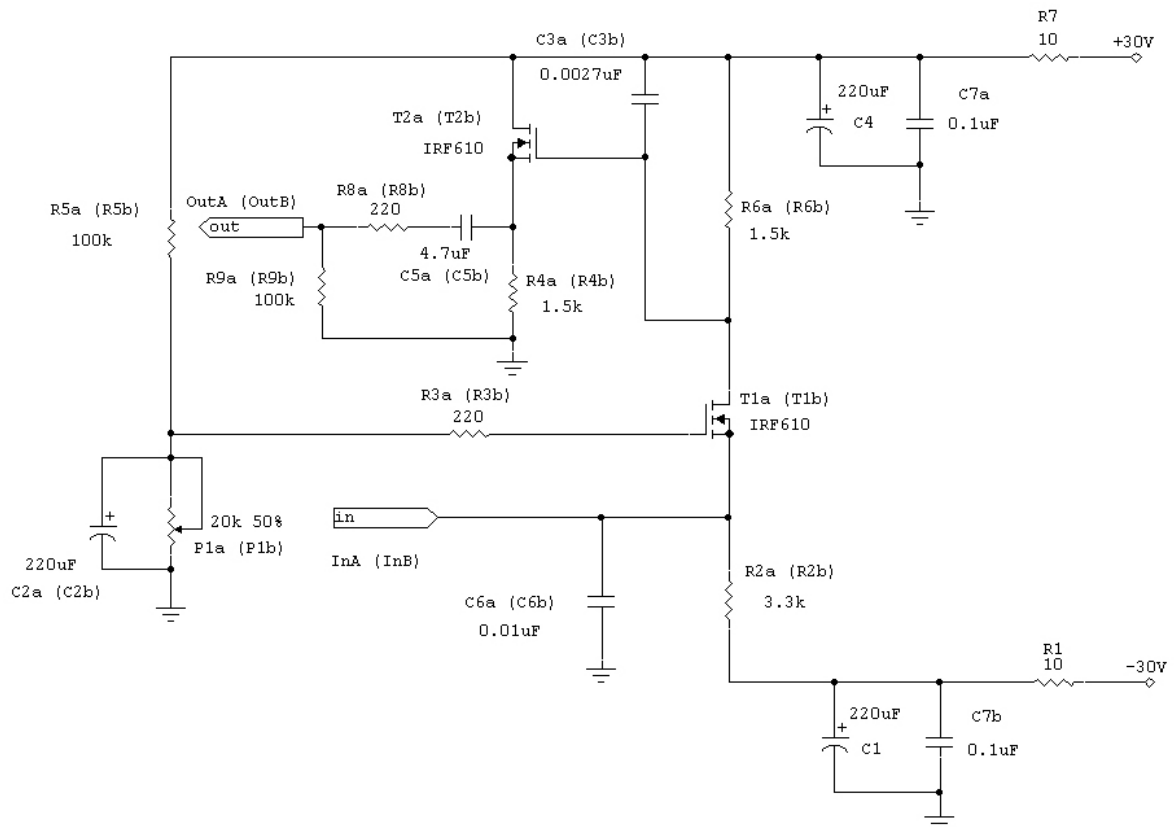 R7
10
+30V
C3a (C3b)
0.0027uF
220uF
C4
C7a
0.1uF
T2a (T2b)
IRF610
R8a (R8b)
220
OutA (OutB)
out
R5a (R5b)
100k
R6a (R6b)
1.5k
4.7uF
C5a (C5b)
R9a (R9b)
100k
R4a (R4b)
1.5k
R3a (R3b)
220
T1a (T1b)
IRF610
in
20k 50%
P1a (P1b)
InA (InB)
220uF
C2a (C2b)
R2a (R2b)
3.3k
C6a (C6b)
0.01uF
R1
10
-30V
220uF
C1
C7b
0.1uF